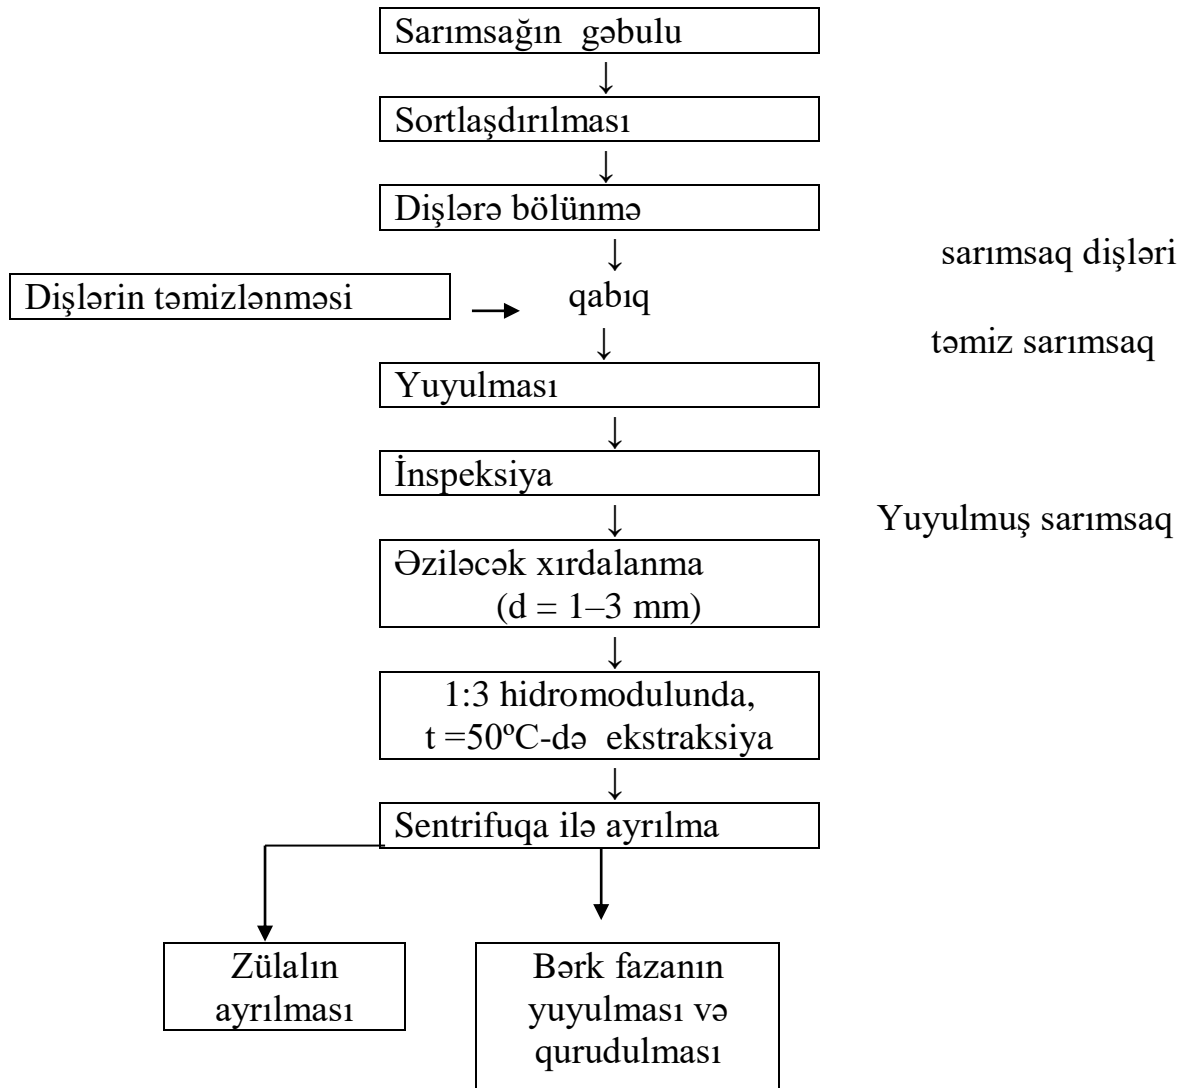 Sarımsağın gəbulu
↓
Sortlaşdırılması
↓
Dişlərə bölünmə
↓
sarımsaq dişləri
Dişlərin təmizlənməsi
qabıq
↓
təmiz sarımsaq
Yuyulması
↓
İnspeksiya
↓
Yuyulmuş sarımsaq
Əziləcək xırdalanma
(d = 1–3 mm)
↓
1:3 hidromodulunda,
t =50ºC-də ekstraksiya
↓
Sentrifuqa ilə ayrılma
Zülalın
ayrılması
Bərk fazanın
yuyulması və
qurudulması